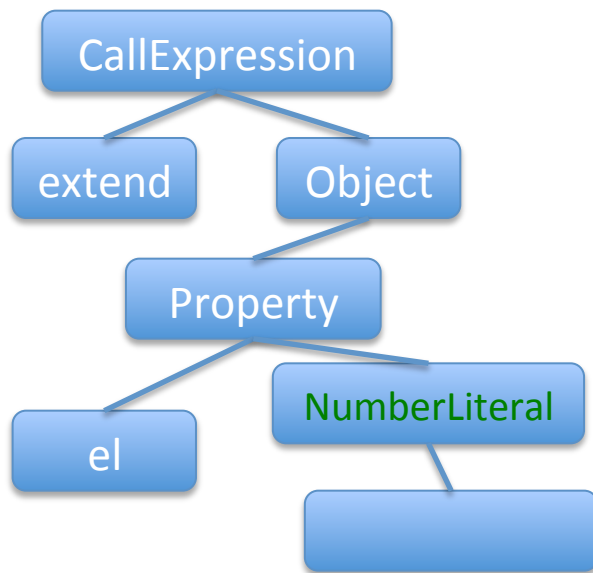 CallExpression
extend
Object
Property
NumberLiteral
el